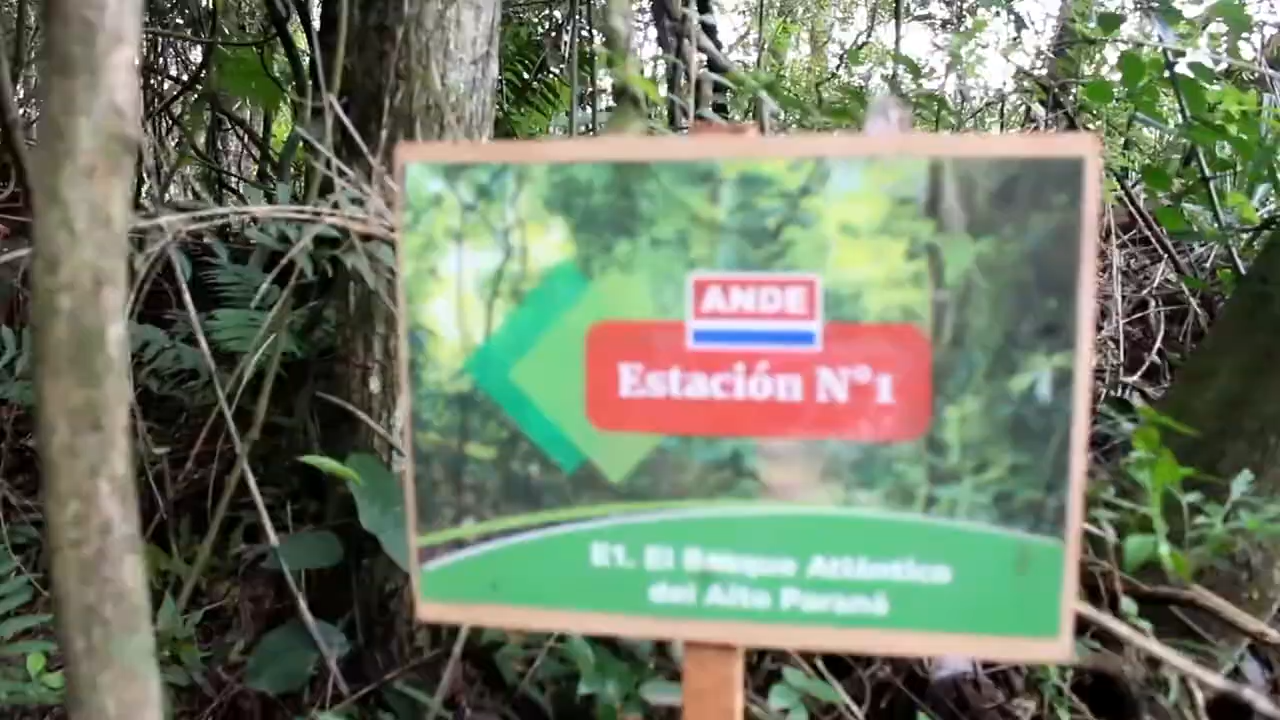 ANDE
Estación N°1
E1. El Bosque Atlántico
del Alto Paraná